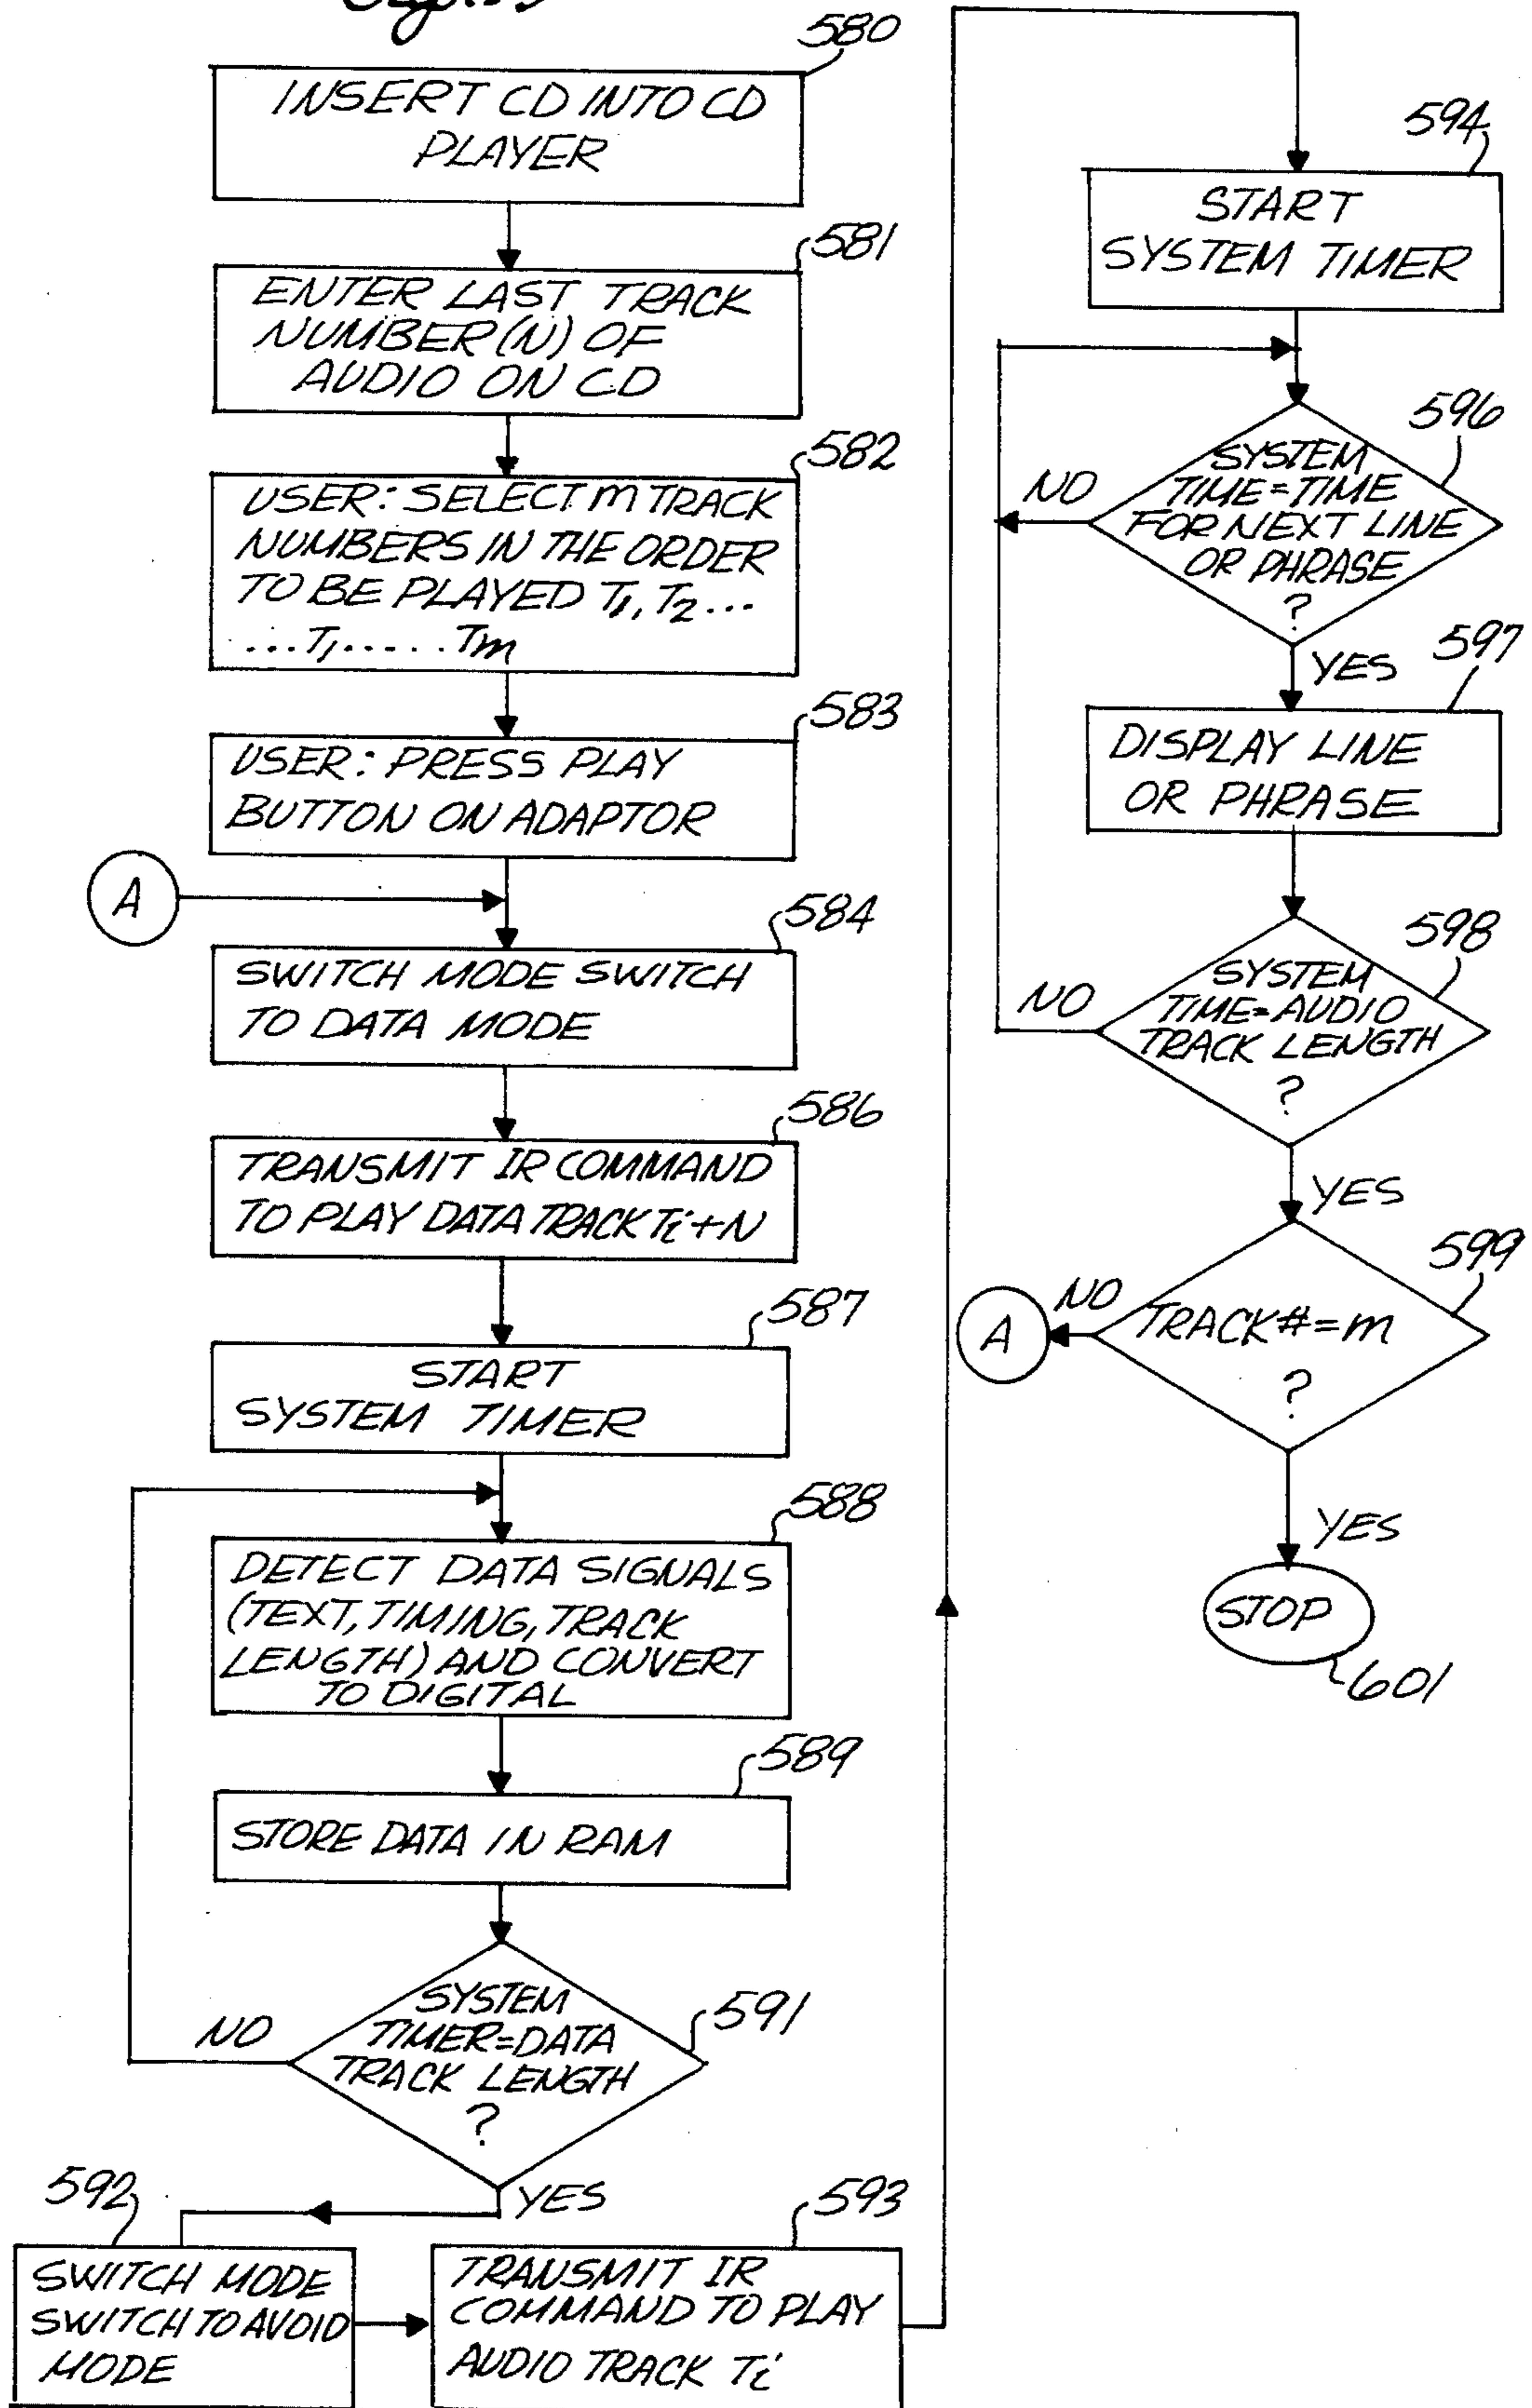 580
INSERT CD INTO CD
PLAYER
581
ENTER LAST TRACK
NUMBER (N) OF
AUDIO ON CD
582
USER: SELECT m TRACK
NUMBERS IN THE ORDER
TO BE PLAYED T1, T2...
...T1......Tm
583
USER: PRESS PLAY
BUTTON ON ADAPTOR
A
584
SWITCH MODE SWITCH
TO DATA MODE
586
TRANSMIT IR COMMAND
TO PLAY DATA TRACK Ti+N
587
START
SYSTEM TIMER
588
DETECT DATA SIGNALS
(TEXT, TIMING, TRACK
LENGTH) AND CONVERT
TO DIGITAL
589
STORE DATA IN RAM
591
SYSTEM
TIMER=DATA
TRACK LENGTH
?
NO
YES
592
SWITCH MODE
SWITCH TO AVOID
MODE
593
TRANSMIT IR
COMMAND TO PLAY
AUDIO TRACK Ti
594
START
SYSTEM TIMER
596
SYSTEM
TIME=TIME
FOR NEXT LINE
OR PHRASE
?
NO
YES
597
DISPLAY LINE
OR PHRASE
598
SYSTEM
TIME=AUDIO
TRACK LENGTH
?
NO
YES
599
TRACK#=m
?
NO
A
YES
STOP
601